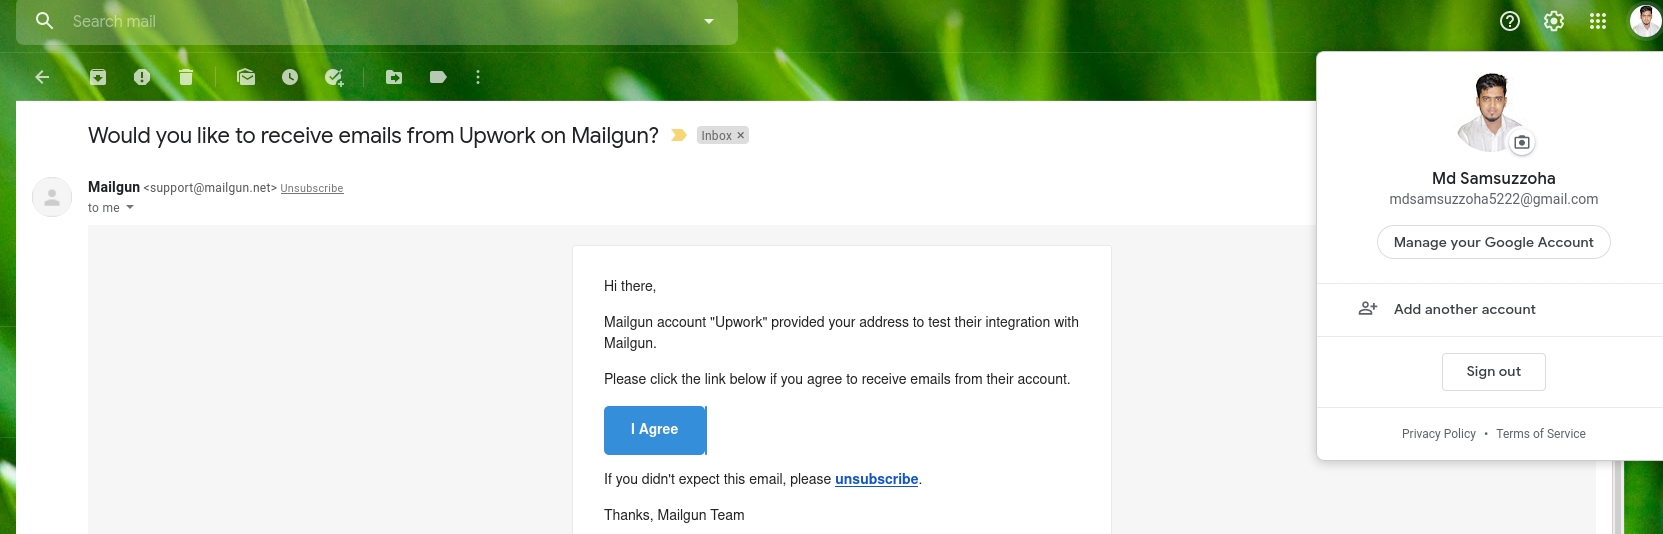 Search mail
Would you like to receive emails from Upwork on Mailgun?
Inbox ×
Mailgun <support@mailgun.net> Unsubscribe
to me
Hi there,
Mailgun account "Upwork" provided your address to test their integration with
Mailgun.
Please click the link below if you agree to receive emails from their account.
I Agree
If you didn't expect this email, please unsubscribe.
Thanks, Mailgun Team
Md Samsuzzoha
mdsamsuzzoha5222@gmail.com
Manage your Google Account
Add another account
Sign out
Privacy Policy • Terms of Service